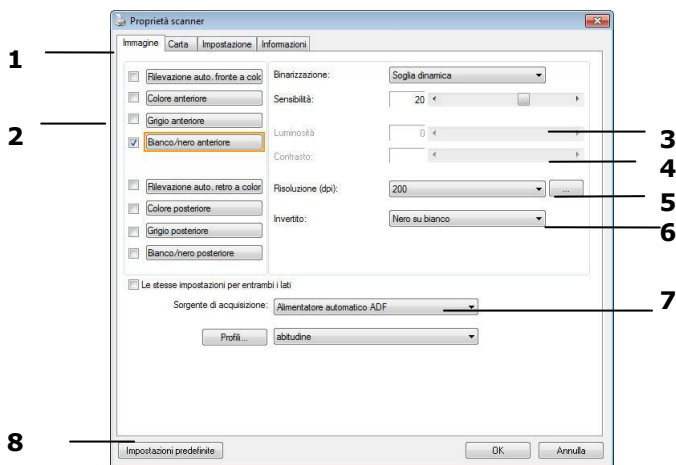 Proprietà scanner
Immagine Carta Impostazione Informazioni
1
Rilevazione auto. fronte a colo
Binarizzazione: Soglia dinamica
Colore anteriore
Sensibilità: 20
2
Grigio anteriore
Luminosità 0
3
Bianco/nero anteriore
Contrasto:
4
Rilevazione auto. retro a color
Risoluzione (dpi): 200 ...
5
Colore posteriore
Invertito: Nero su bianco
6
Grigio posteriore
Bianco/nero posteriore
Le stesse impostazioni per entrambi i lati
Sorgente di acquisizione: Alimentatore automatico ADF
7
Profili... abitudine
8
Impostazioni predefinite OK Annulla